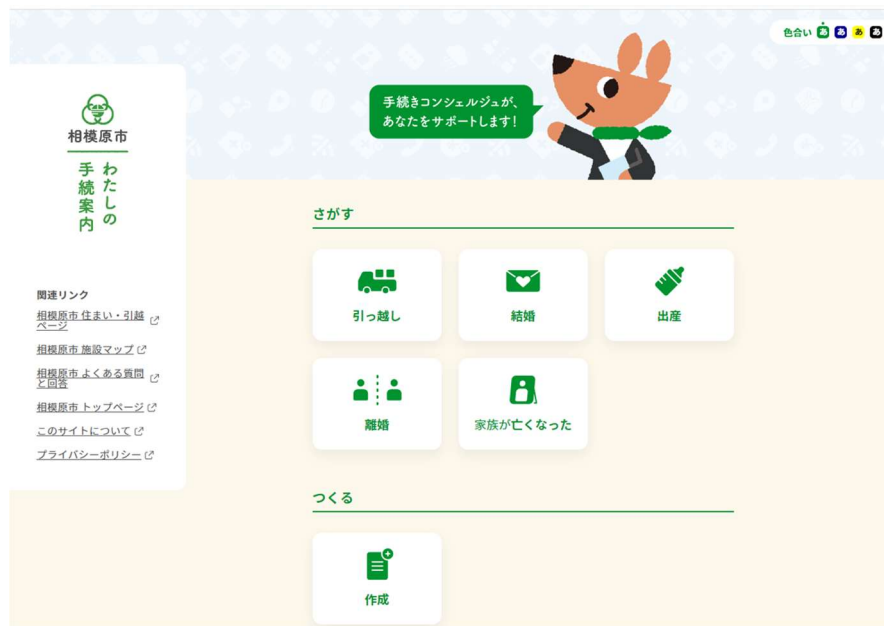 色合い あ あ あ あ
手続きコンシェルジュが、
あなたをサポートします!
相模原市
わたしの
手続案内
関連リンク
相模原市 住まい・引越
ページ
相模原市 施設マップ
相模原市 よくある質問
と回答
相模原市 トップページ
このサイトについて
プライバシーポリシー
さがす
引っ越し
結婚
出産
離婚
家族が亡くなった
つくる
作成